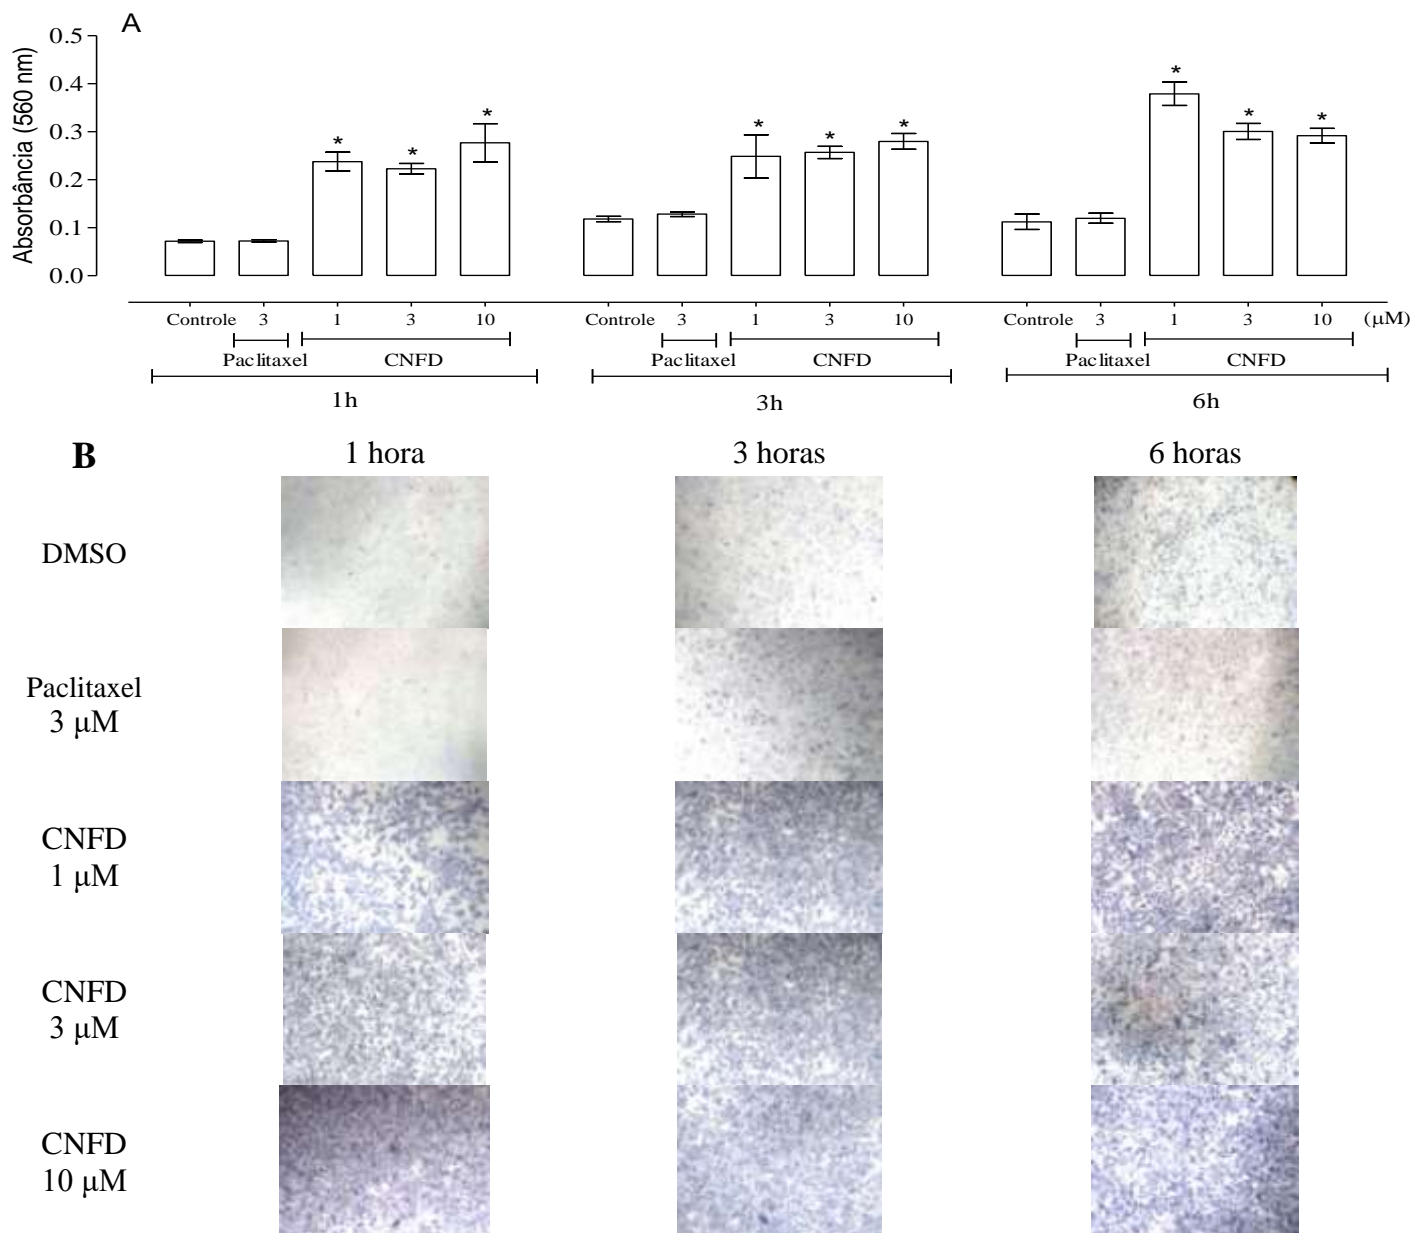 A
Absorbância (560 nm)
0.5
0.4
0.3
0.2
0.1
0.0
* * * * * * * * *
Controle 3 1 3 10 Controle 3 1 3 10 Controle 3 1 3 10 (μM)
Paclitaxel CNFD Paclitaxel CNFD Paclitaxel CNFD
1h 3h 6h
B 1 hora 3 horas 6 horas
DMSO
Paclitaxel
3 μM
CNFD
1 μM
CNFD
3 μM
CNFD
10 μM